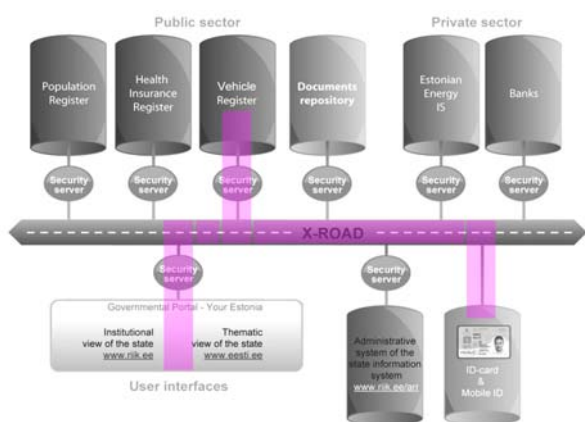 Public sector
Private sector
Population
Register
Health
Insurance
Register
Vehicle
Register
Documents
repository
Estonian
Energy
IS
Banks
Security
server
Security
server
Security
server
Security
server
Security
server
Security
server
X-ROAD
Security
server
Security
server
Governmental Portal - Your Estonia
Institutional
view of the state
www.riik.ee
Thematic
view of the state
www.eesti.ee
User interfaces
Administrative
system of the
state information
system
www.riik.ee/arr
ID-card
&
Mobile ID